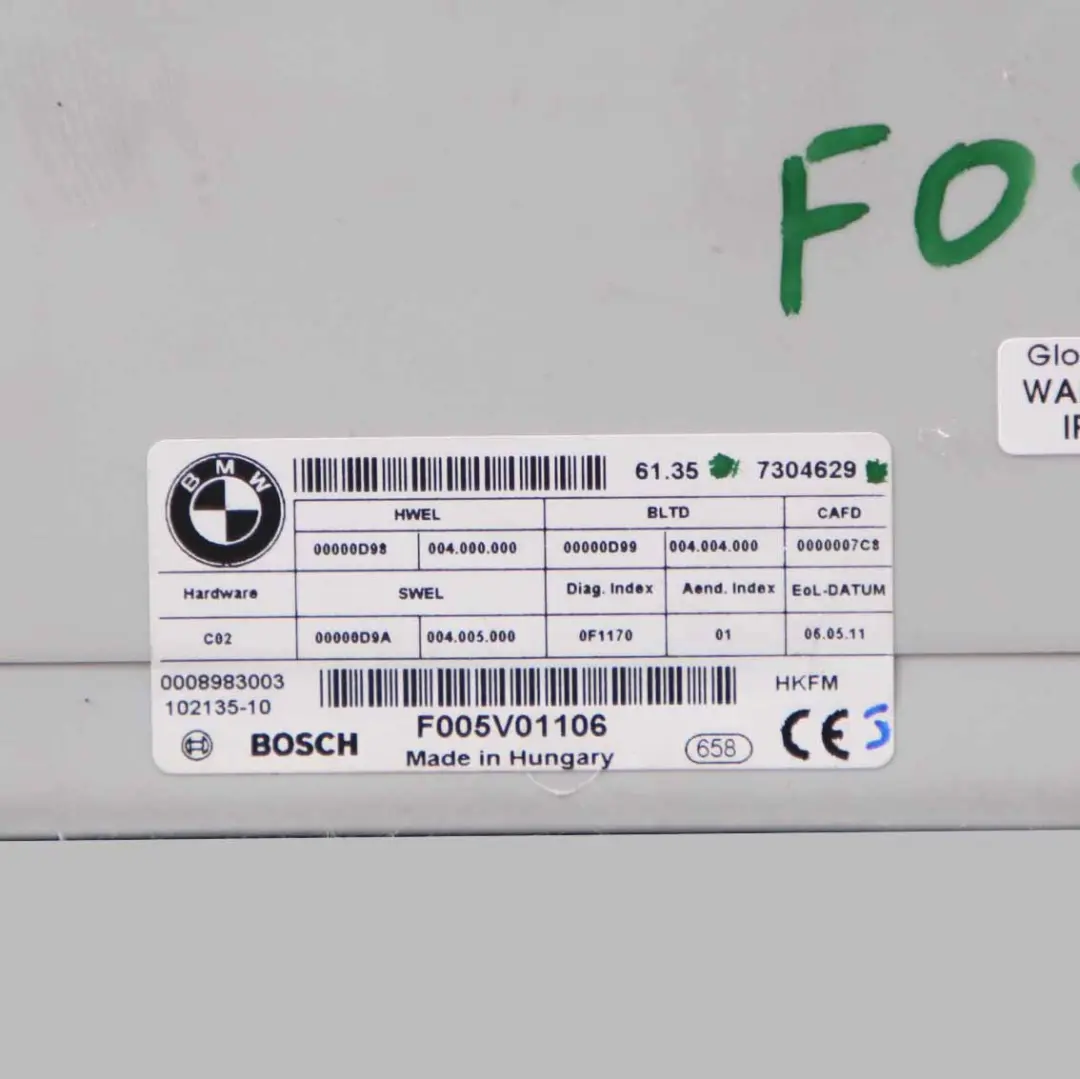 F0
Glo
WA
IF
BMW
61.35 7304629
HWEL BLTD CAFD
00000D98 004.000.000 00000D99 004.004.000 0000007C8
Hardware SWEL Diag. Index Aend. Index EoL-DATUM
C02 00000D9A 004.005.000 0F1170 01 06.05.11
0008983003 HKFM
102135-10
F005V01106
BOSCH Made in Hungary 658 CE S